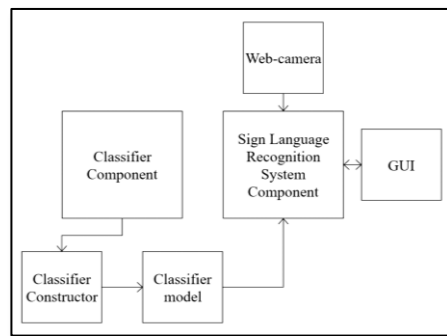 Web-camera
Classifier
Component
Sign Language
Recognition
System
Component
GUI
Classifier
Constructor
Classifier
model